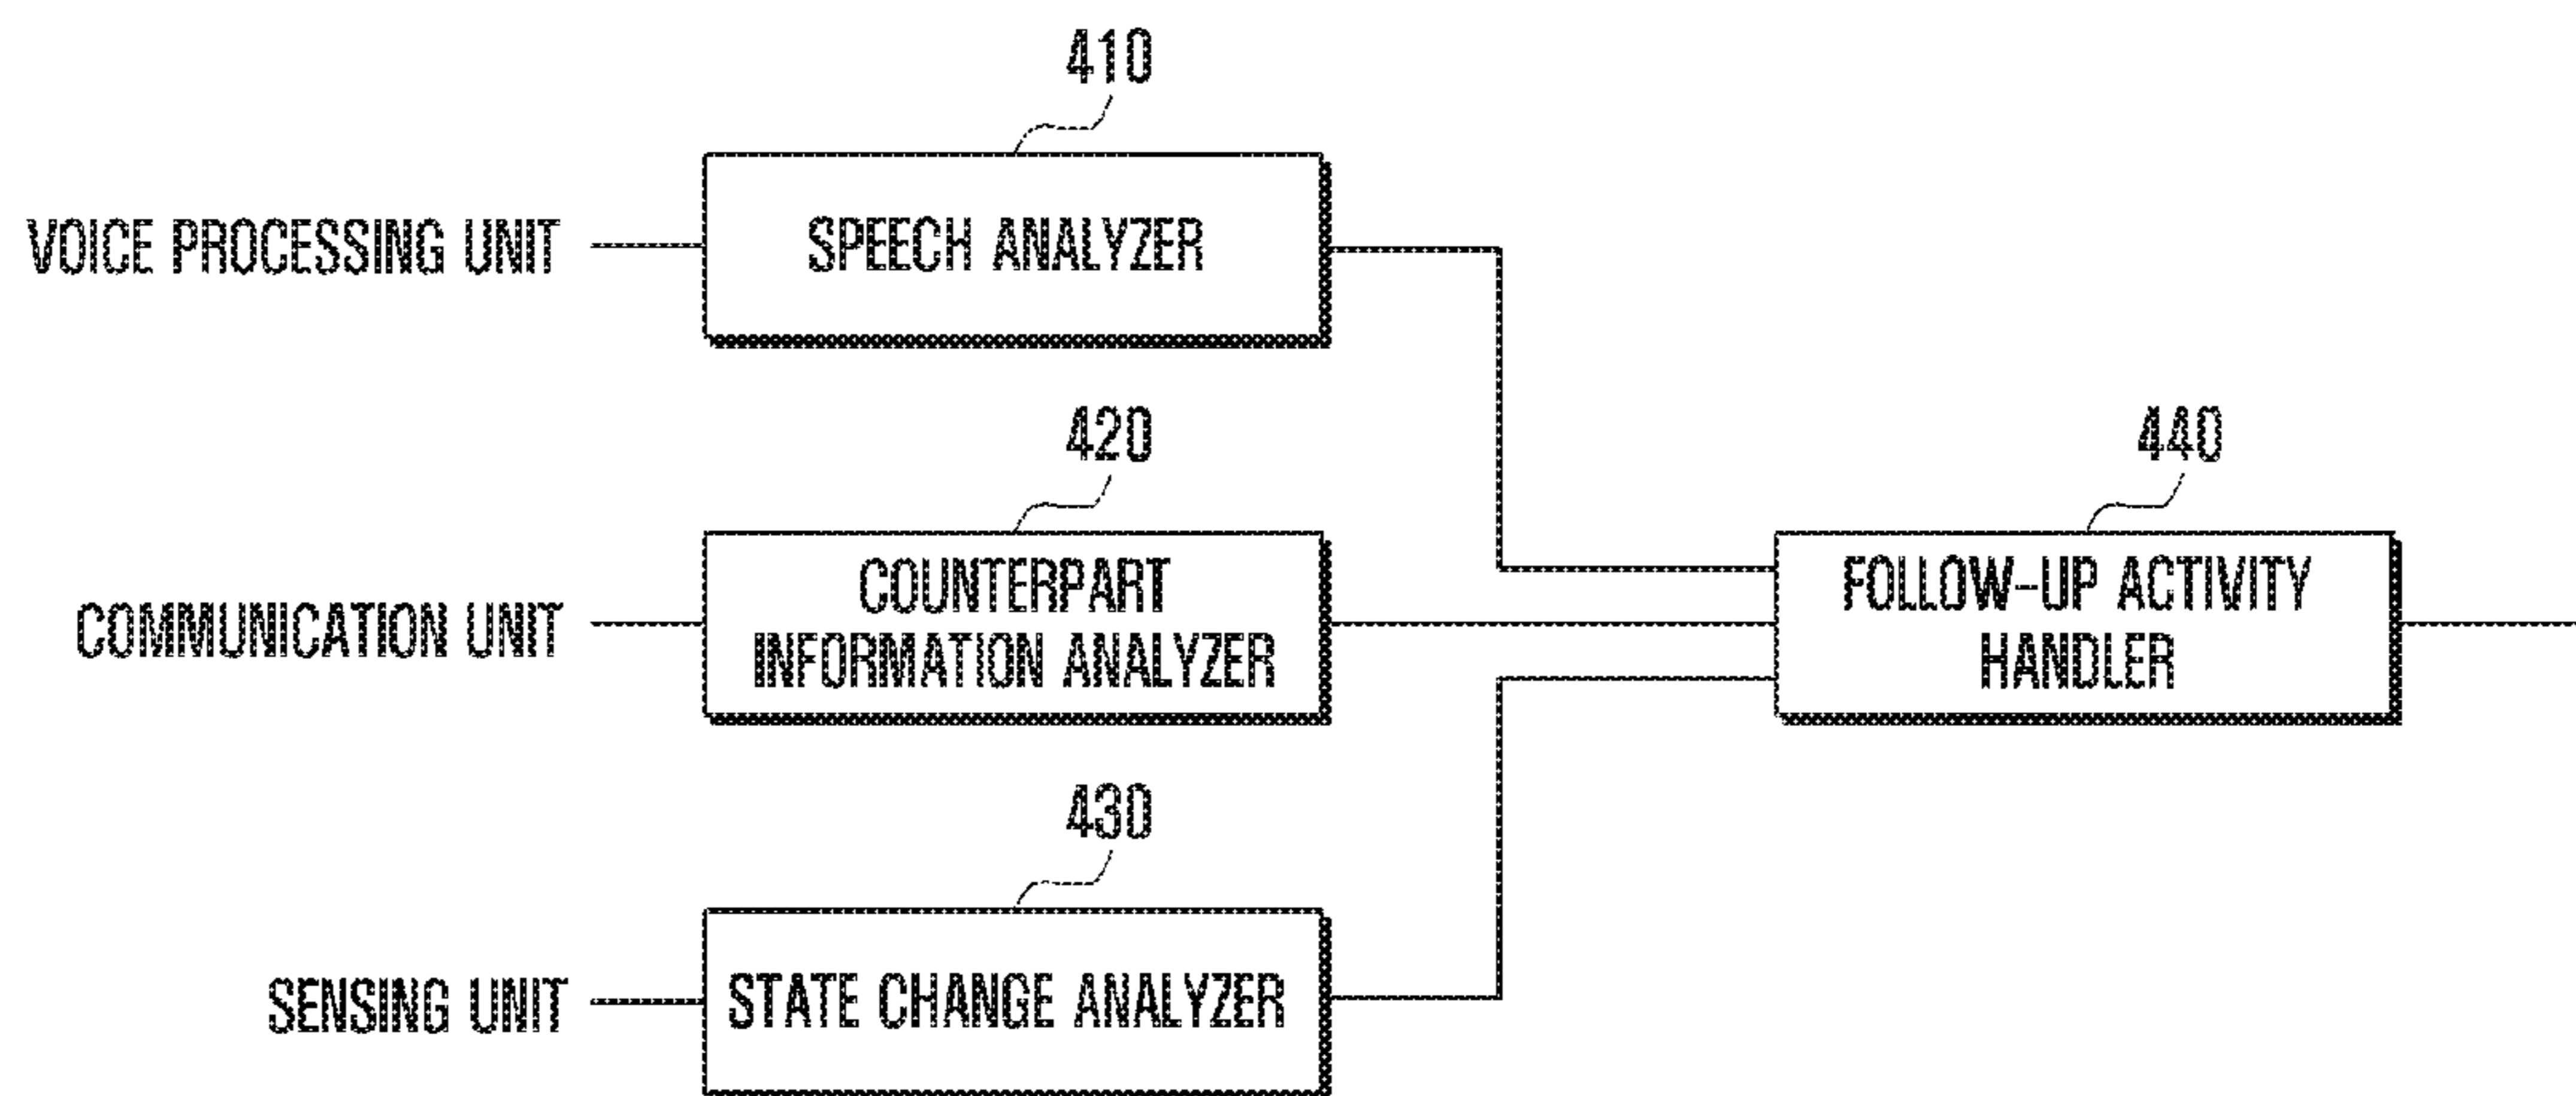 410
VOICE PROCESSING UNIT
SPEECH ANALYZER
420
440
COMMUNICATION UNIT
COUNTERPART
INFORMATION ANALYZER
FOLLOW-UP ACTIVITY
HANDLER
430
SENSING UNIT
STATE CHANGE ANALYZER